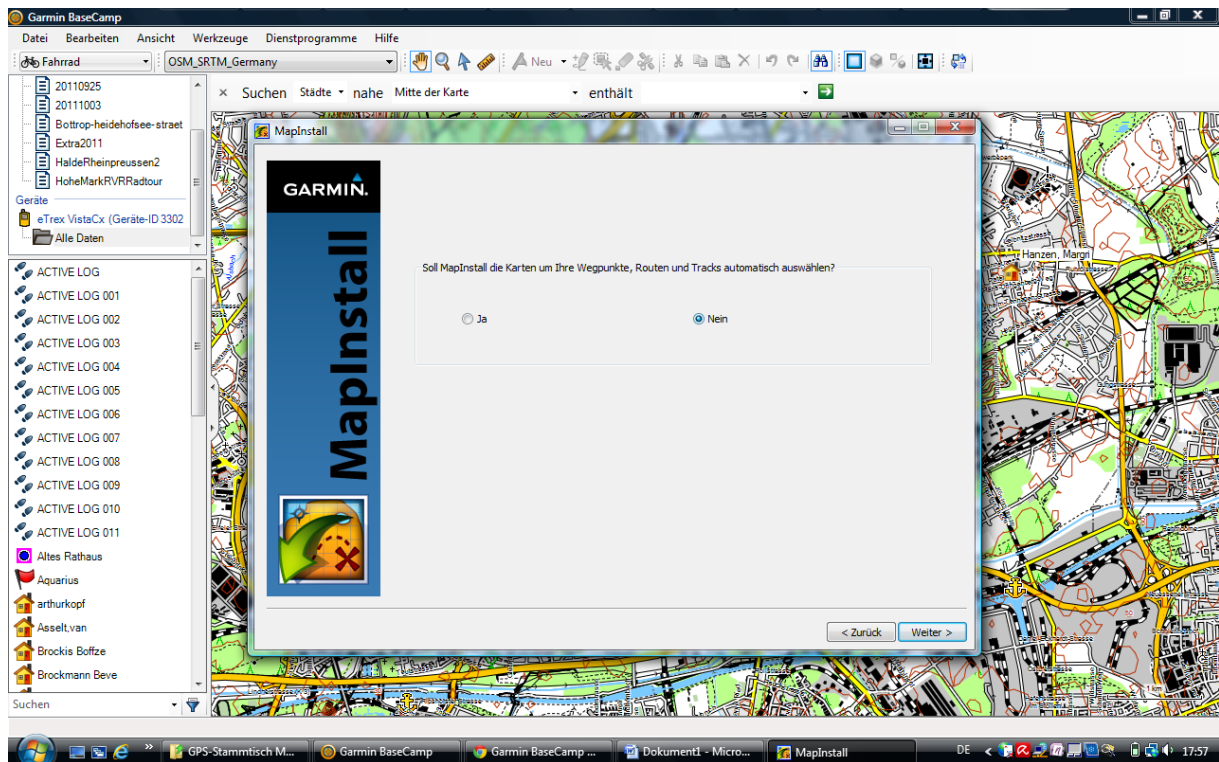 Garmin BaseCamp
Datei Bearbeiten Ansicht Werkzeuge Dienstprogramme Hilfe
Fahrrad OSM_SRTM_Germany Neu
20110925
20111003
Bottrop-heidehofsee-straet
Extra2011
HaldeRheinpreussen2
HoheMarkRVRRadtour
Geräte
eTrex VistaCx (Geräte-ID 3302
Alle Daten
Suchen Städte nahe Mitte der Karte enthält
ACTIVE LOG
ACTIVE LOG 001
ACTIVE LOG 002
ACTIVE LOG 003
ACTIVE LOG 004
ACTIVE LOG 005
ACTIVE LOG 006
ACTIVE LOG 007
ACTIVE LOG 008
ACTIVE LOG 009
ACTIVE LOG 010
ACTIVE LOG 011
Altes Rathaus
Aquarius
arthurkopf
Asselt,van
Brockis Boffze
Brockmann Beve
Suchen
MapInstall
GARMIN.
MapInstall
Soll MapInstall die Karten um Ihre Wegpunkte, Routen und Tracks automatisch auswählen?
Ja
Nein
< Zurück
Weiter >
Hanzen, Margri
1 km
GPS-Stammtisch M... Garmin BaseCamp Garmin BaseCamp ... Dokument1 - Micro... MapInstall DE 17:57